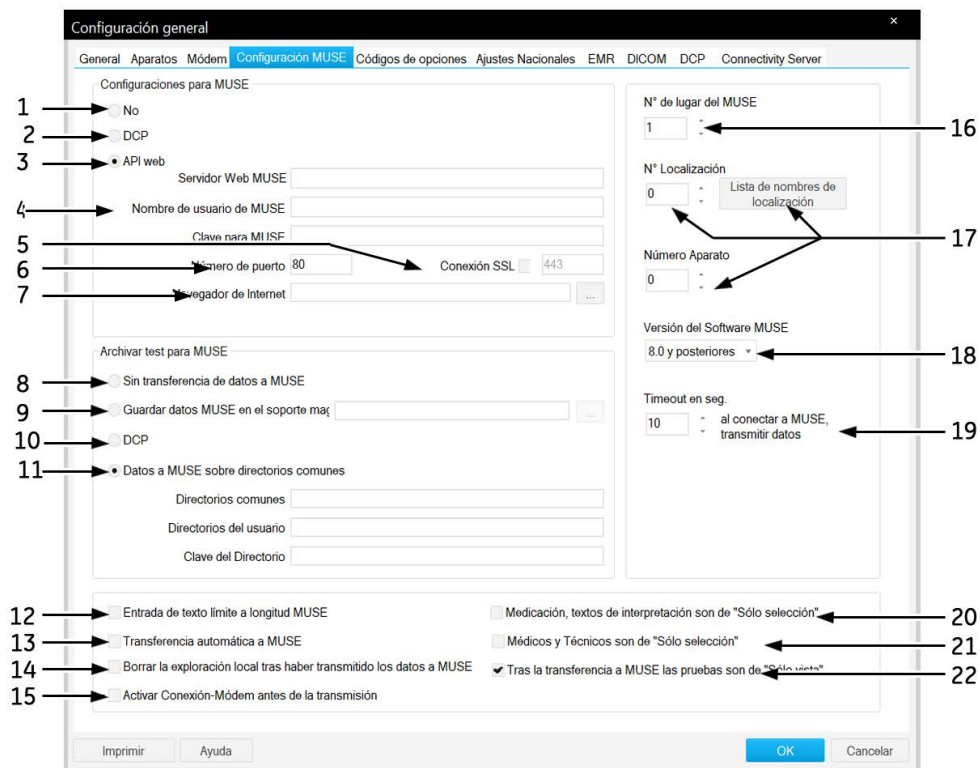 Configuración general
×
General Aparatos Módem Configuración MUSE Códigos de opciones Ajustes Nacionales EMR DICOM DCP Connectivity Server
Configuraciones para MUSE
1 No
2 DCP
3 API web
Servidor Web MUSE
4 Nombre de usuario de MUSE
Clave para MUSE
5
6 Número de puerto 80 Conexión SSL 443
7 Navegador de Internet ...
Archivar test para MUSE
8 Sin transferencia de datos a MUSE
9 Guardar datos MUSE en el soporte mag ...
10 DCP
11 Datos a MUSE sobre directorios comunes
Directorios comunes
Directorios del usuario
Clave del Directorio
N° de lugar del MUSE
1 16
N° Localización
0 Lista de nombres de
localización
17
Número Aparato
0
Versión del Software MUSE
8.0 y posteriores 18
Timeout en seg.
10 al conectar a MUSE,
transmitir datos 19
12 Entrada de texto límite a longitud MUSE
13 Transferencia automática a MUSE
14 Borrar la exploración local tras haber transmitido los datos a MUSE
15 Activar Conexión-Módem antes de la transmisión
Medicación, textos de interpretación son de "Sólo selección" 20
Médicos y Técnicos son de "Sólo selección" 21
Tras la transferencia a MUSE las pruebas son de "Sólo vista" 22
Imprimir Ayuda OK Cancelar